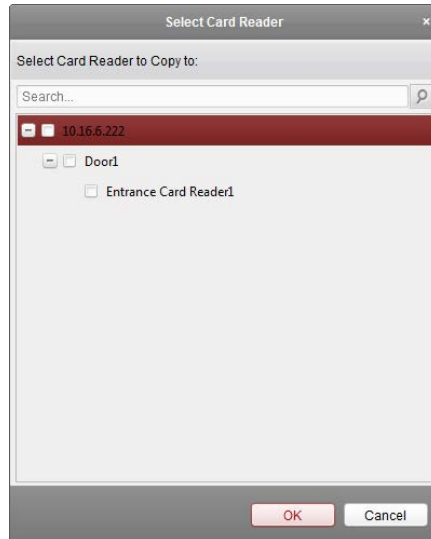 Select Card Reader ×
Select Card Reader to Copy to:
Search...
10.16.6.222
Door1
Entrance Card Reader1
OK Cancel